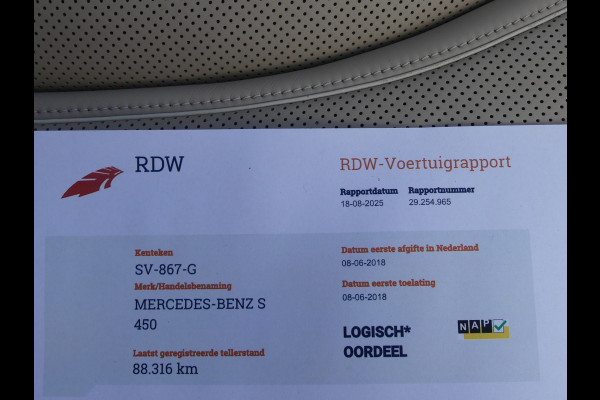 RDW
RDW-Voertuigrapport
Rapportdatum Rapportnummer
18-08-2025 29.254.965
Kenteken
SV-867-G
Merk/Handelsbenaming
MERCEDES-BENZ S
450
Laatst geregistreerde tellerstand
88.316 km
Datum eerste afgifte in Nederland
08-06-2018
Datum eerste toelating
08-06-2018
LOGISCH*
OORDEEL
NAP